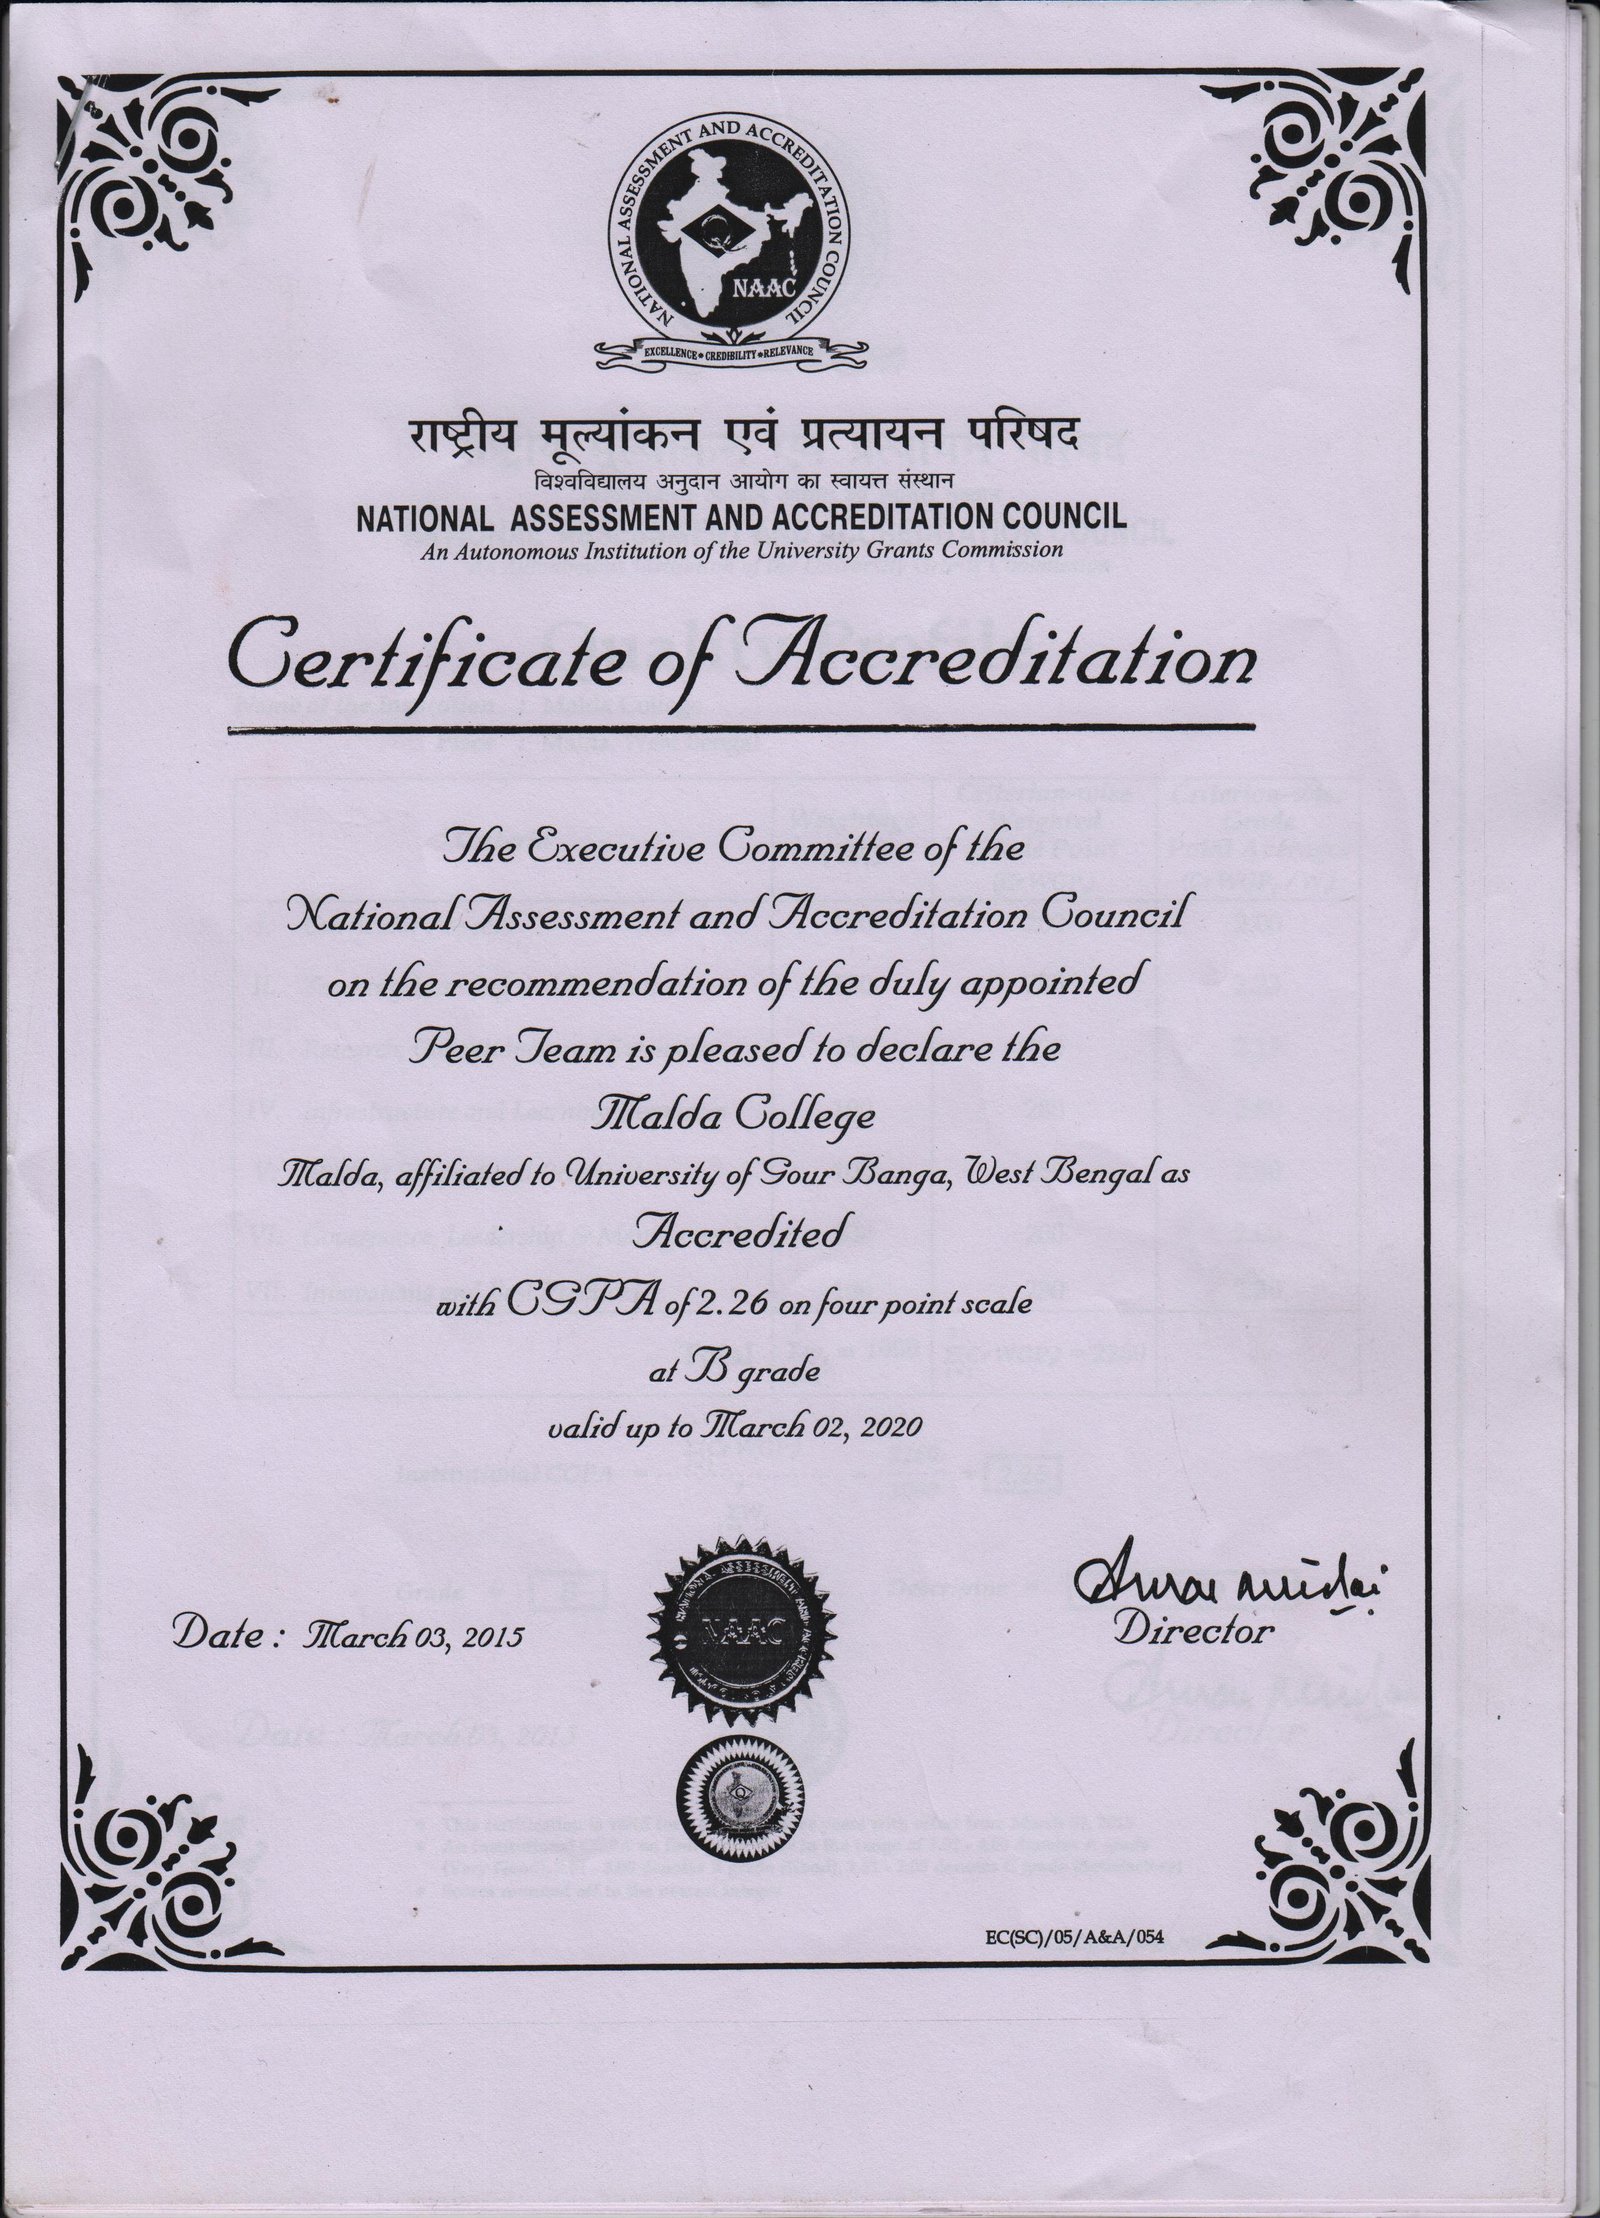 NATIONAL ASSESSMENT AND ACCREDITATION COUNCIL
NAAC
EXCELLENCE • CREDIBILITY • RELEVANCE
राष्ट्रीय मूल्यांकन एवं प्रत्यायन परिषद
विश्वविद्यालय अनुदान आयोग का स्वायत्त संस्थान
NATIONAL ASSESSMENT AND ACCREDITATION COUNCIL
An Autonomous Institution of the University Grants Commission
Certificate of Accreditation
The Executive Committee of the
National Assessment and Accreditation Council
on the recommendation of the duly appointed
Peer Team is pleased to declare the
Malda College
Malda, affiliated to University of Gour Banga, West Bengal as
Accredited
with CGPA of 2.26 on four point scale
at B grade
valid up to March 02, 2020
Date : March 03, 2015
NAAC
Director
EC(SC)/05/A&A/054